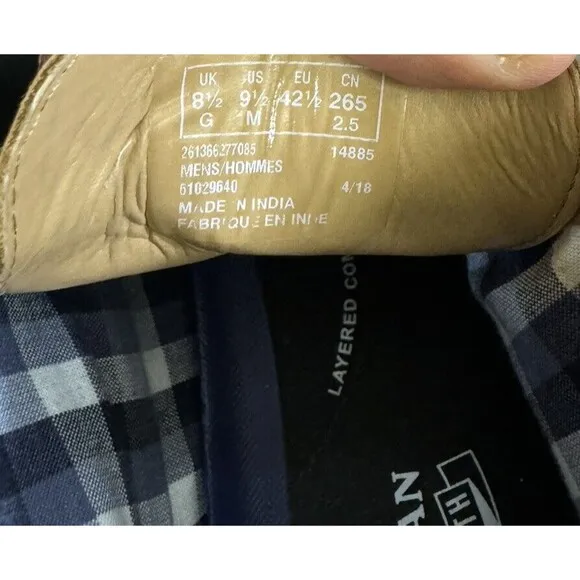 UK US EU CN
8½ 9½ 42½ 265
G M 2.5
261366277085 14885
MENS/HOMMES
61029640 4/18
MADE IN INDIA
FABRIQUE EN INDE
LAYERED